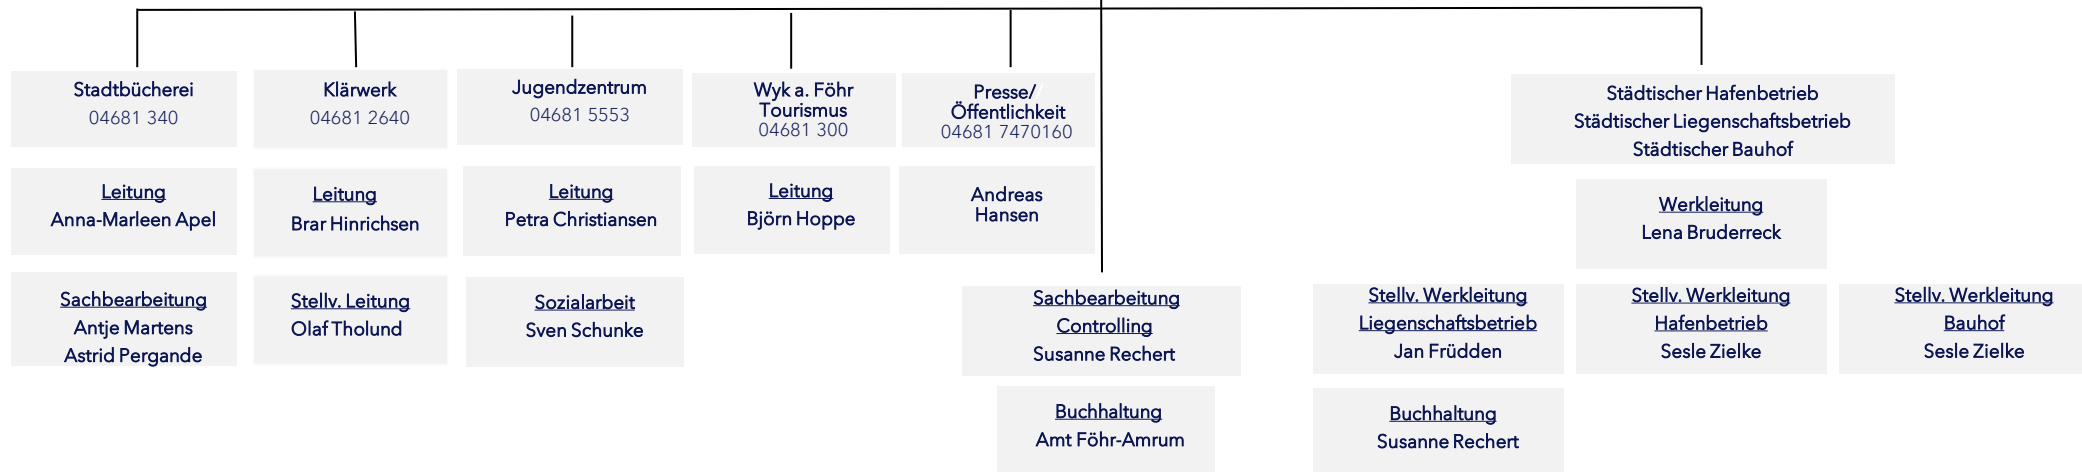 Stadtbücherei
04681 340
Leitung
Anna-Marleen Apel
Sachbearbeitung
Antje Martens
Astrid Pergande
Klärwerk
04681 2640
Leitung
Brar Hinrichsen
Stellv. Leitung
Olaf Tholund
Jugendzentrum
04681 5553
Leitung
Petra Christiansen
Sozialarbeit
Sven Schunke
Wyk a. Föhr
Tourismus
04681 300
Leitung
Björn Hoppe
Presse/
Öffentlichkeit
04681 7470160
Andreas
Hansen
Sachbearbeitung
Controlling
Susanne Rechert
Buchhaltung
Amt Föhr-Amrum
Städtischer Hafenbetrieb
Städtischer Liegenschaftsbetrieb
Städtischer Bauhof
Werkleitung
Lena Bruderreck
Stellv. Werkleitung
Liegenschaftsbetrieb
Jan Früdden
Buchhaltung
Susanne Rechert
Stellv. Werkleitung
Hafenbetrieb
Sesle Zielke
Stellv. Werkleitung
Bauhof
Sesle Zielke